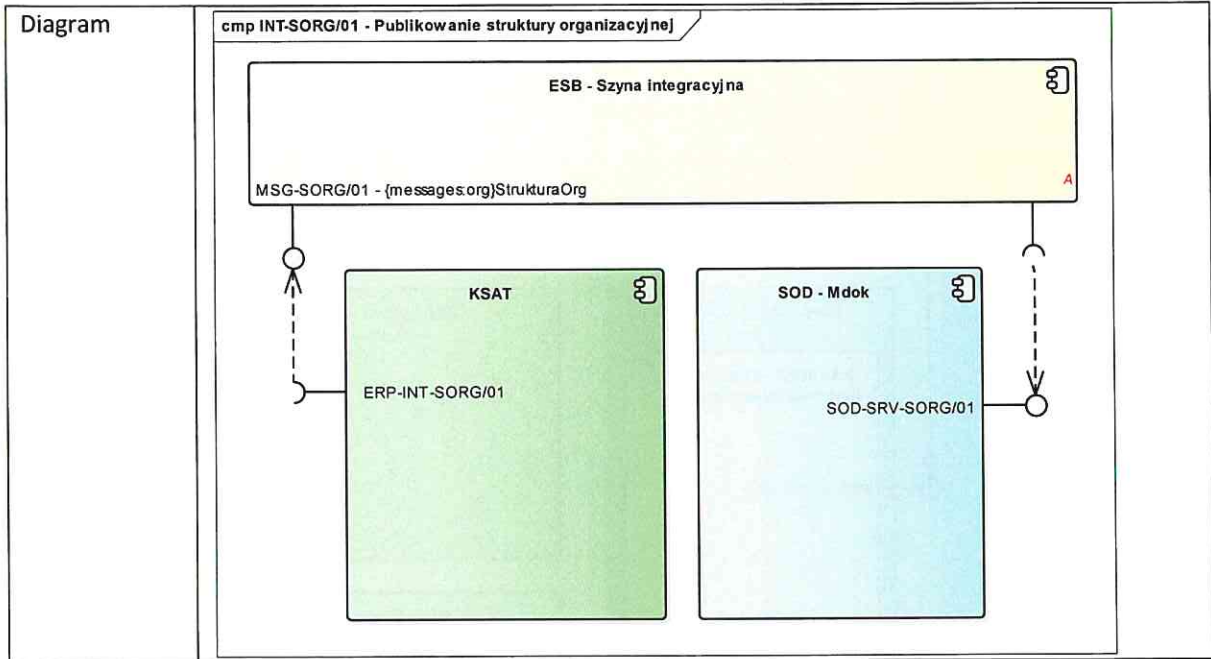 Diagram
cmp INT-SORG/01 - Publikowanie struktury organizacyjnej
ESB - Szyna integracyjna
MSG-SORG/01 - {messages:org}StrukturaOrg
A
KSAT
SOD - Mdok
ERP-INT-SORG/01
SOD-SRV-SORG/01